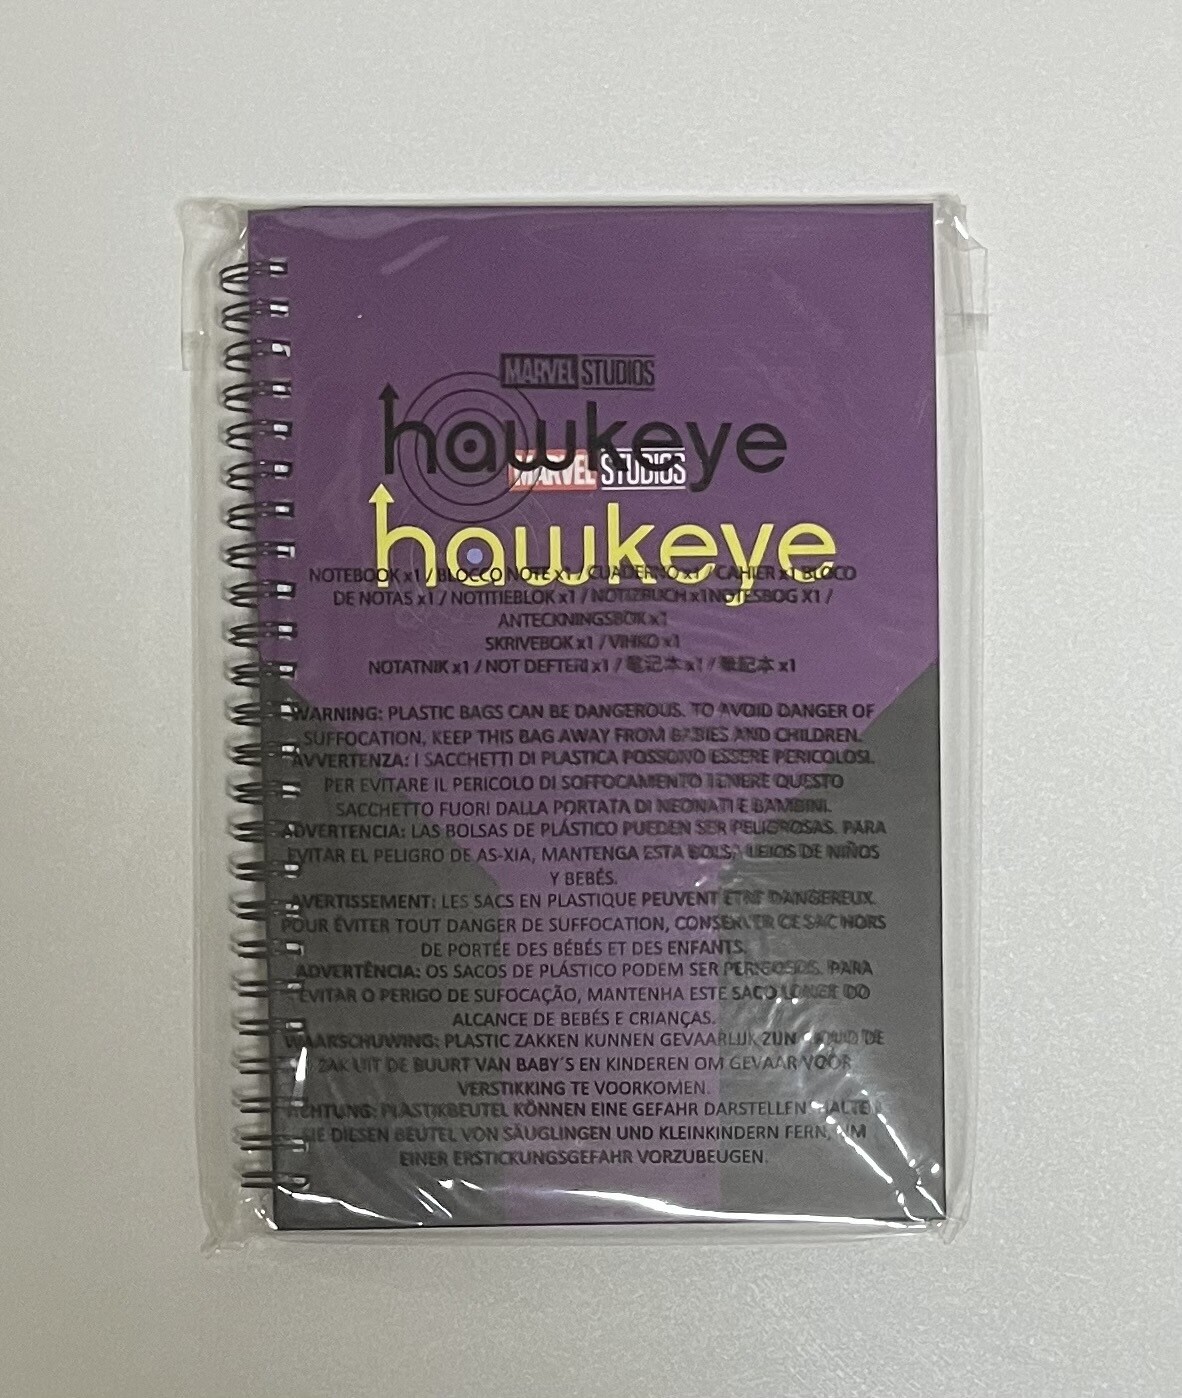 MARVEL STUDIOS
hawkeye
MARVEL STUDIOS
hawkeye
NOTEBOOK x1 / BLOCCO NOTE x1 / CUADERNO x1 / CAHIER x1 BLOCO
DE NOTAS x1 / NOTITIEBLOK x1 / NOTIZBUCH x1NOTESBOG X1 /
ANTECKNINGSBOK x1
SKRIVEBOK x1 / VIHKO x1
NOTATNIK x1 / NOT DEFTERI x1 / 笔记本 x1 / 筆記本 x1
WARNING: PLASTIC BAGS CAN BE DANGEROUS. TO AVOID DANGER OF
SUFFOCATION, KEEP THIS BAG AWAY FROM BABIES AND CHILDREN.
AVVERTENZA: I SACCHETTI DI PLASTICA POSSONO ESSERE PERICOLOSI.
PER EVITARE IL PERICOLO DI SOFFOCAMENTO TENERE QUESTO
SACCHETTO FUORI DALLA PORTATA DI NEONATI E BAMBINI.
ADVERTENCIA: LAS BOLSAS DE PLÁSTICO PUEDEN SER PELIGROSAS. PARA
EVITAR EL PELIGRO DE AS-XIA, MANTENGA ESTA BOLSA LEJOS DE NIÑOS
Y BEBÉS.
AVERTISSEMENT: LES SACS EN PLASTIQUE PEUVENT ETRE DANGEREUX.
POUR ÉVITER TOUT DANGER DE SUFFOCATION, CONSERVER CE SAC HORS
DE PORTÉE DES BÉBÉS ET DES ENFANTS.
ADVERTÊNCIA: OS SACOS DE PLÁSTICO PODEM SER PERIGOSOS. PARA
EVITAR O PERIGO DE SUFOCAÇÃO, MANTENHA ESTE SACO LONGE DO
ALCANCE DE BEBÉS E CRIANÇAS.
WAARSCHUWING: PLASTIC ZAKKEN KUNNEN GEVAARLIJK ZIJN HOUD DE
ZAK UIT DE BUURT VAN BABY´S EN KINDEREN OM GEVAAR VOOR
VERSTIKKING TE VOORKOMEN.
ACHTUNG: PLASTIKBEUTEL KÖNNEN EINE GEFAHR DARSTELLEN HALTEN
SIE DIESEN BEUTEL VON SÄUGLINGEN UND KLEINKINDERN FERN, UM
EINER ERSTICKUNGSGEFAHR VORZUBEUGEN.